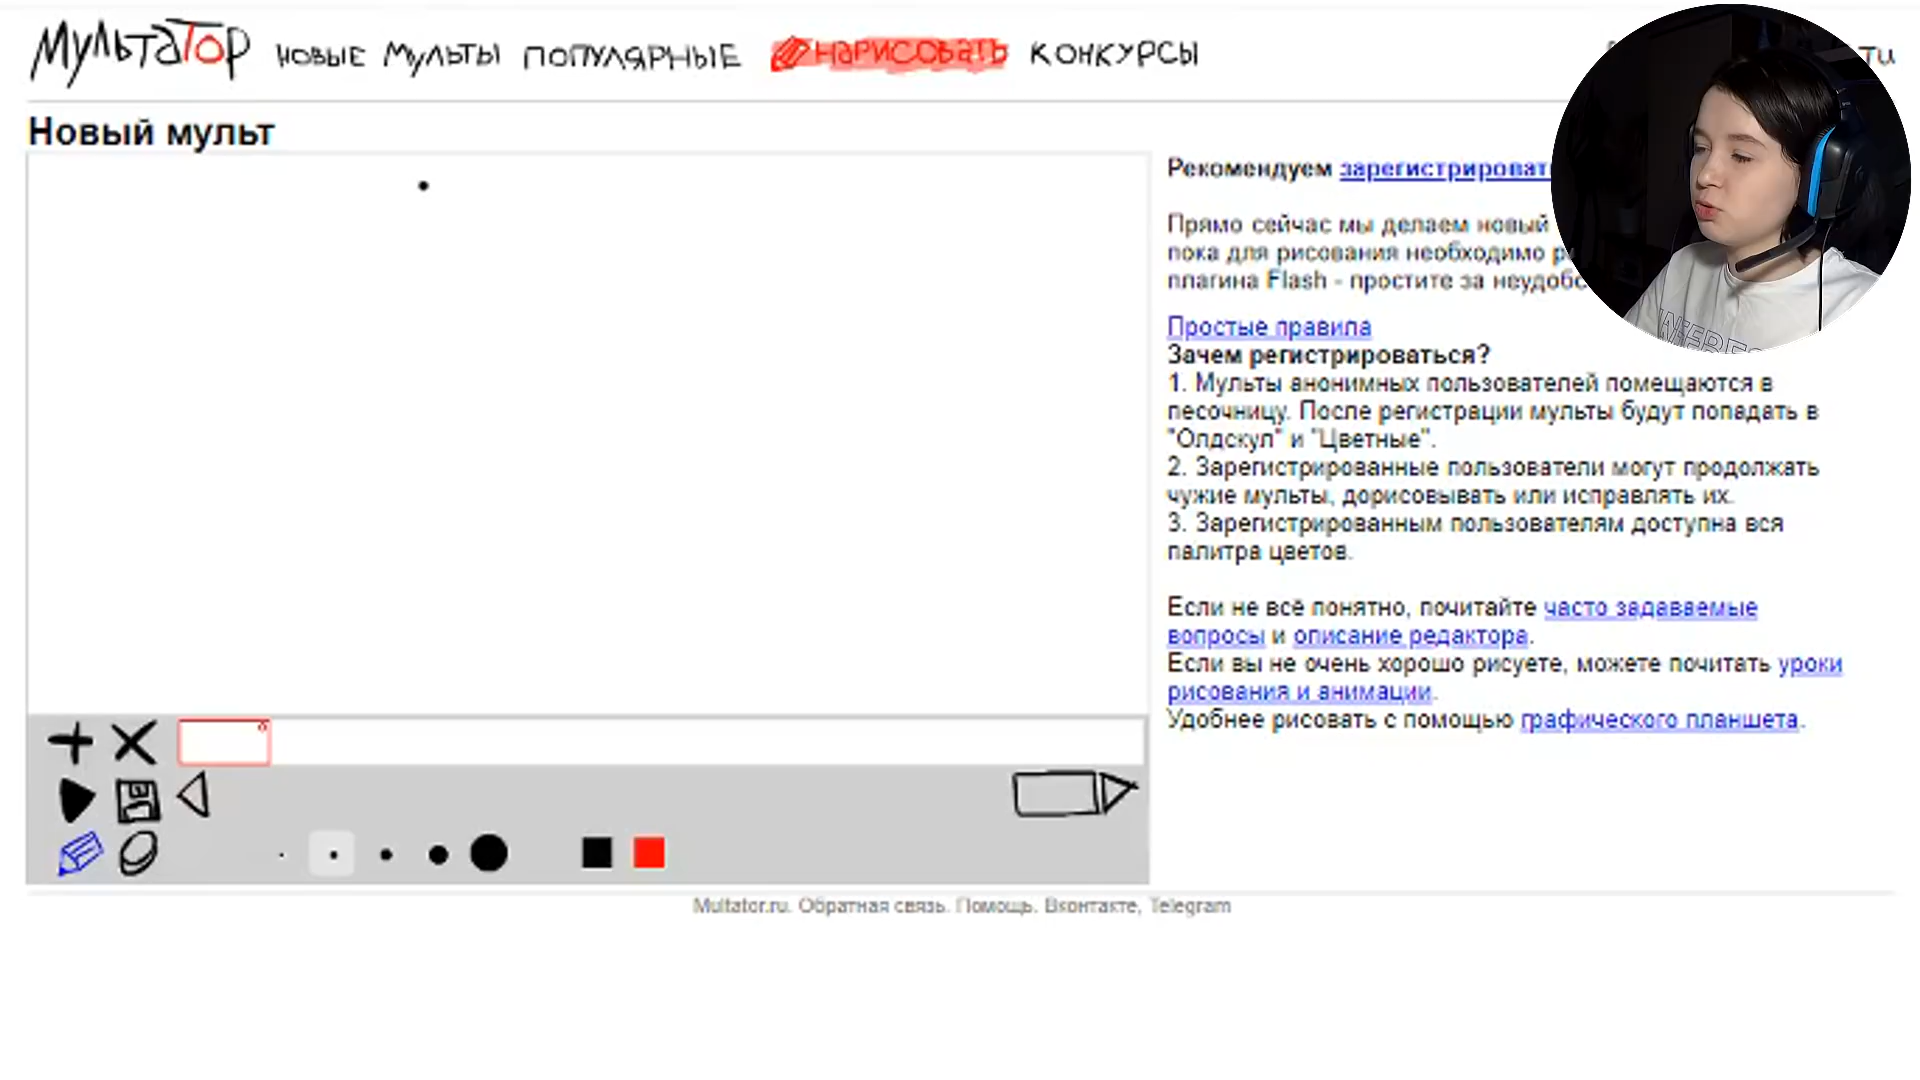 Мультатор НОВЫЕ МУЛЬТЫ ПОПУЛЯРНЫЕ НАРИСОВАТЬ КОНКУРСЫ ru
Новый мульт
Рекомендуем зарегистрироват
Прямо сейчас мы делаем новый
пока для рисования необходимо
плагина Flash - простите за неудобс
Простые правила
Зачем регистрироваться?
1. Мульты анонимных пользователей помещаются в
песочницу. После регистрации мульты будут попадать в
"Олдскул" и "Цветные".
2. Зарегистрированные пользователи могут продолжать
чужие мульты, дорисовывать или исправлять их.
3. Зарегистрированным пользователям доступна вся
палитра цветов.
Если не всё понятно, почитайте часто задаваемые
вопросы и описание редактора.
Если вы не очень хорошо рисуете, можете почитать уроки
рисования и анимации.
Удобнее рисовать с помощью графического планшета.
Multator.ru. Обратная связь. Помощь. Вконтакте, Telegram